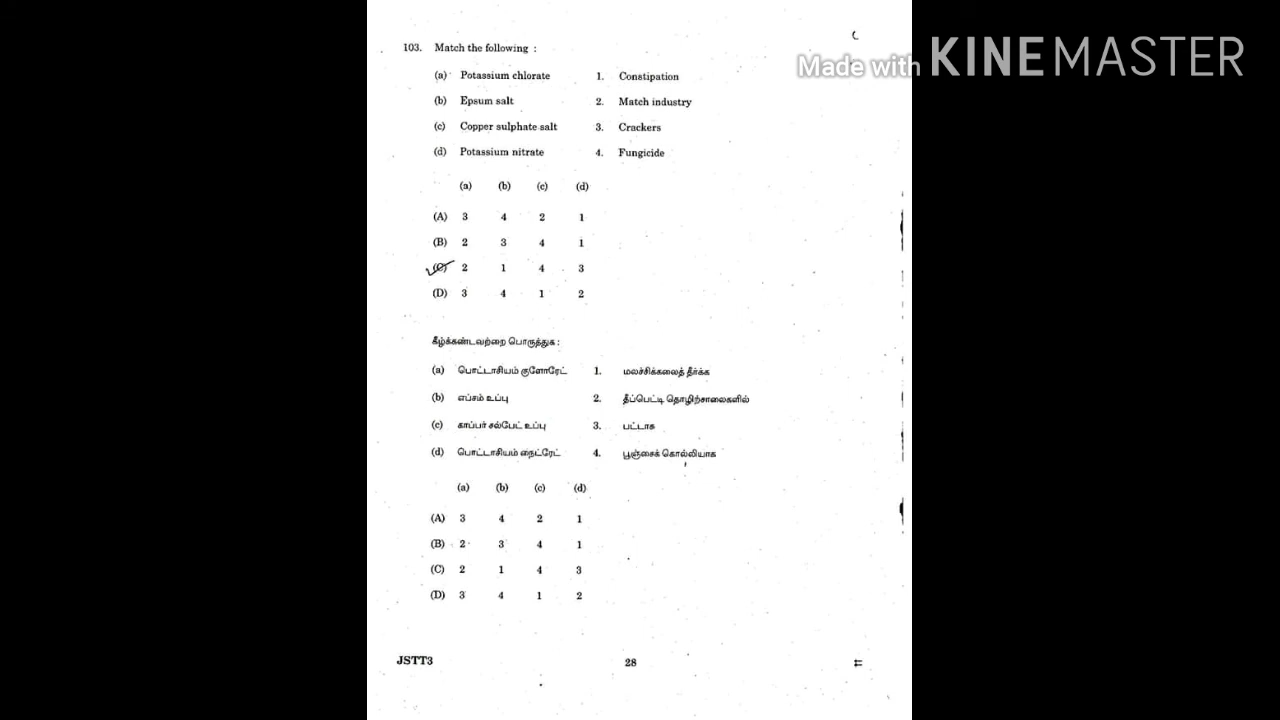 Made with KINEMASTER
103. Match the following :
(a) Potassium chlorate 1. Constipation
(b) Epsum salt 2. Match industry
(c) Copper sulphate salt 3. Crackers
(d) Potassium nitrate 4. Fungicide
(a) (b) (c) (d)
(A) 3 4 2 1
(B) 2 3 4 1
(C) 2 1 4 3
(D) 3 4 1 2
கீழ்க்கண்டவற்றை பொருத்துக :
(a) பொட்டாசியம் குளோரேட் 1. மலச்சிக்கலைத் தீர்க்க
(b) எப்சம் உப்பு 2. தீப்பெட்டி தொழிற்சாலைகளில்
(c) காப்பர் சல்பேட் உப்பு 3. பட்டாசு
(d) பொட்டாசியம் நைட்ரேட் 4. பூஞ்சைக் கொல்லியாக
(a) (b) (c) (d)
(A) 3 4 2 1
(B) 2 3 4 1
(C) 2 1 4 3
(D) 3 4 1 2
JSTT3 28